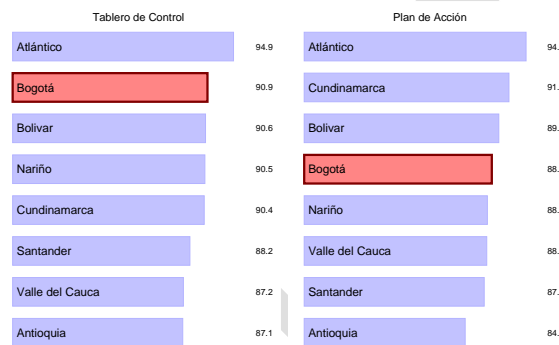 Tablero de Control
Atlántico 94.9
Bogotá 90.9
Bolivar 90.6
Nariño 90.5
Cundinamarca 90.4
Santander 88.2
Valle del Cauca 87.2
Antioquia 87.1
Plan de Acción
Atlántico 94.
Cundinamarca 91.
Bolivar 89.
Bogotá 88.
Nariño 88.
Valle del Cauca 88.
Santander 87.
Antioquia 84.